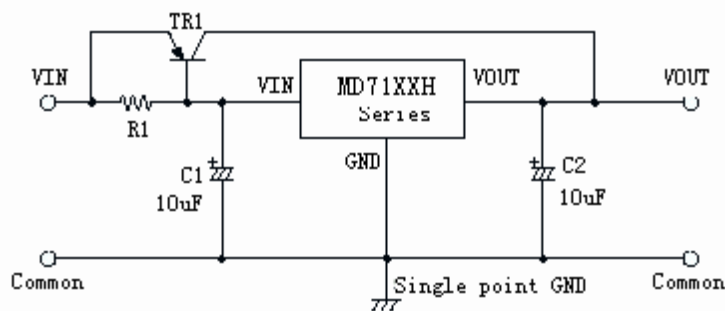 TR1
VIN
VIN
MD71XXH
Series
VOUT
VOUT
R1
GND
C1
10uF
C2
10uF
Common
Single point GND
Common